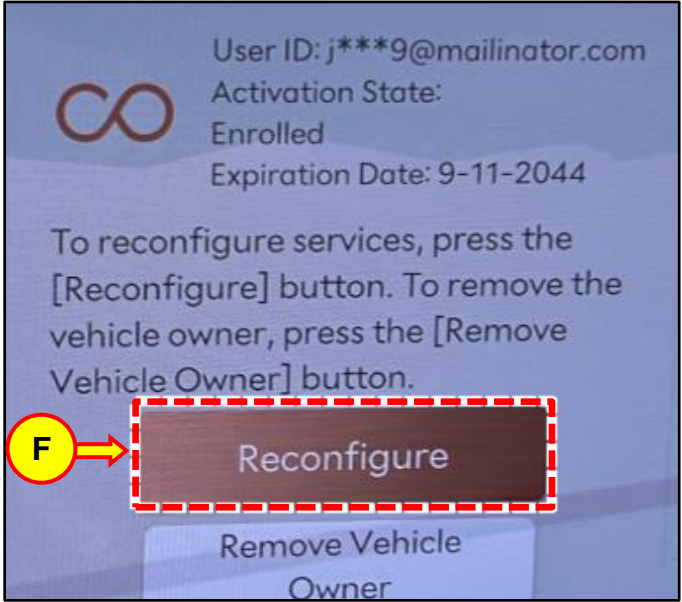 User ID: j***9@mailinator.com
Activation State:
Enrolled
Expiration Date: 9-11-2044
To reconfigure services, press the
[Reconfigure] button. To remove the
vehicle owner, press the [Remove
Vehicle Owner] button.
F
Reconfigure
Remove Vehicle
Owner